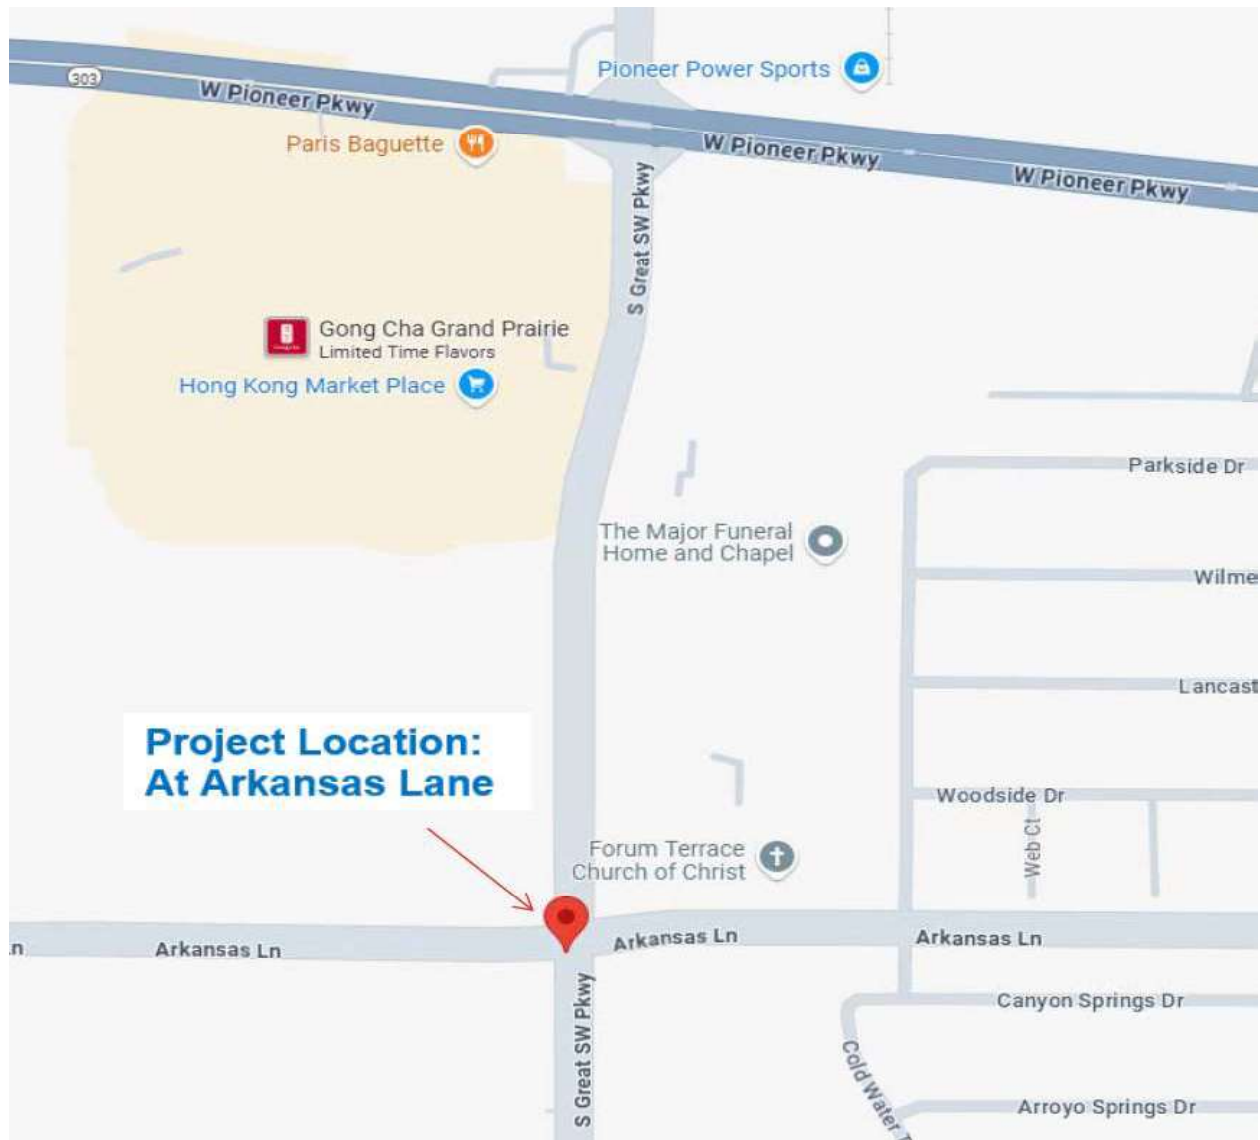 Pioneer Power Sports
303
W Pioneer Pkwy
Paris Baguette
W Pioneer Pkwy
W Pioneer Pkwy
S Great SW Pkwy
Gong Cha Grand Prairie
Limited Time Flavors
Hong Kong Market Place
Parkside Dr
The Major Funeral
Home and Chapel
Wilme
Lancast
Project Location:
At Arkansas Lane
Woodside Dr
Web Ct
Forum Terrace
Church of Christ
n
Arkansas Ln
Arkansas Ln
Arkansas Ln
S Great SW Pkwy
Canyon Springs Dr
Cold Water
Arroyo Springs Dr